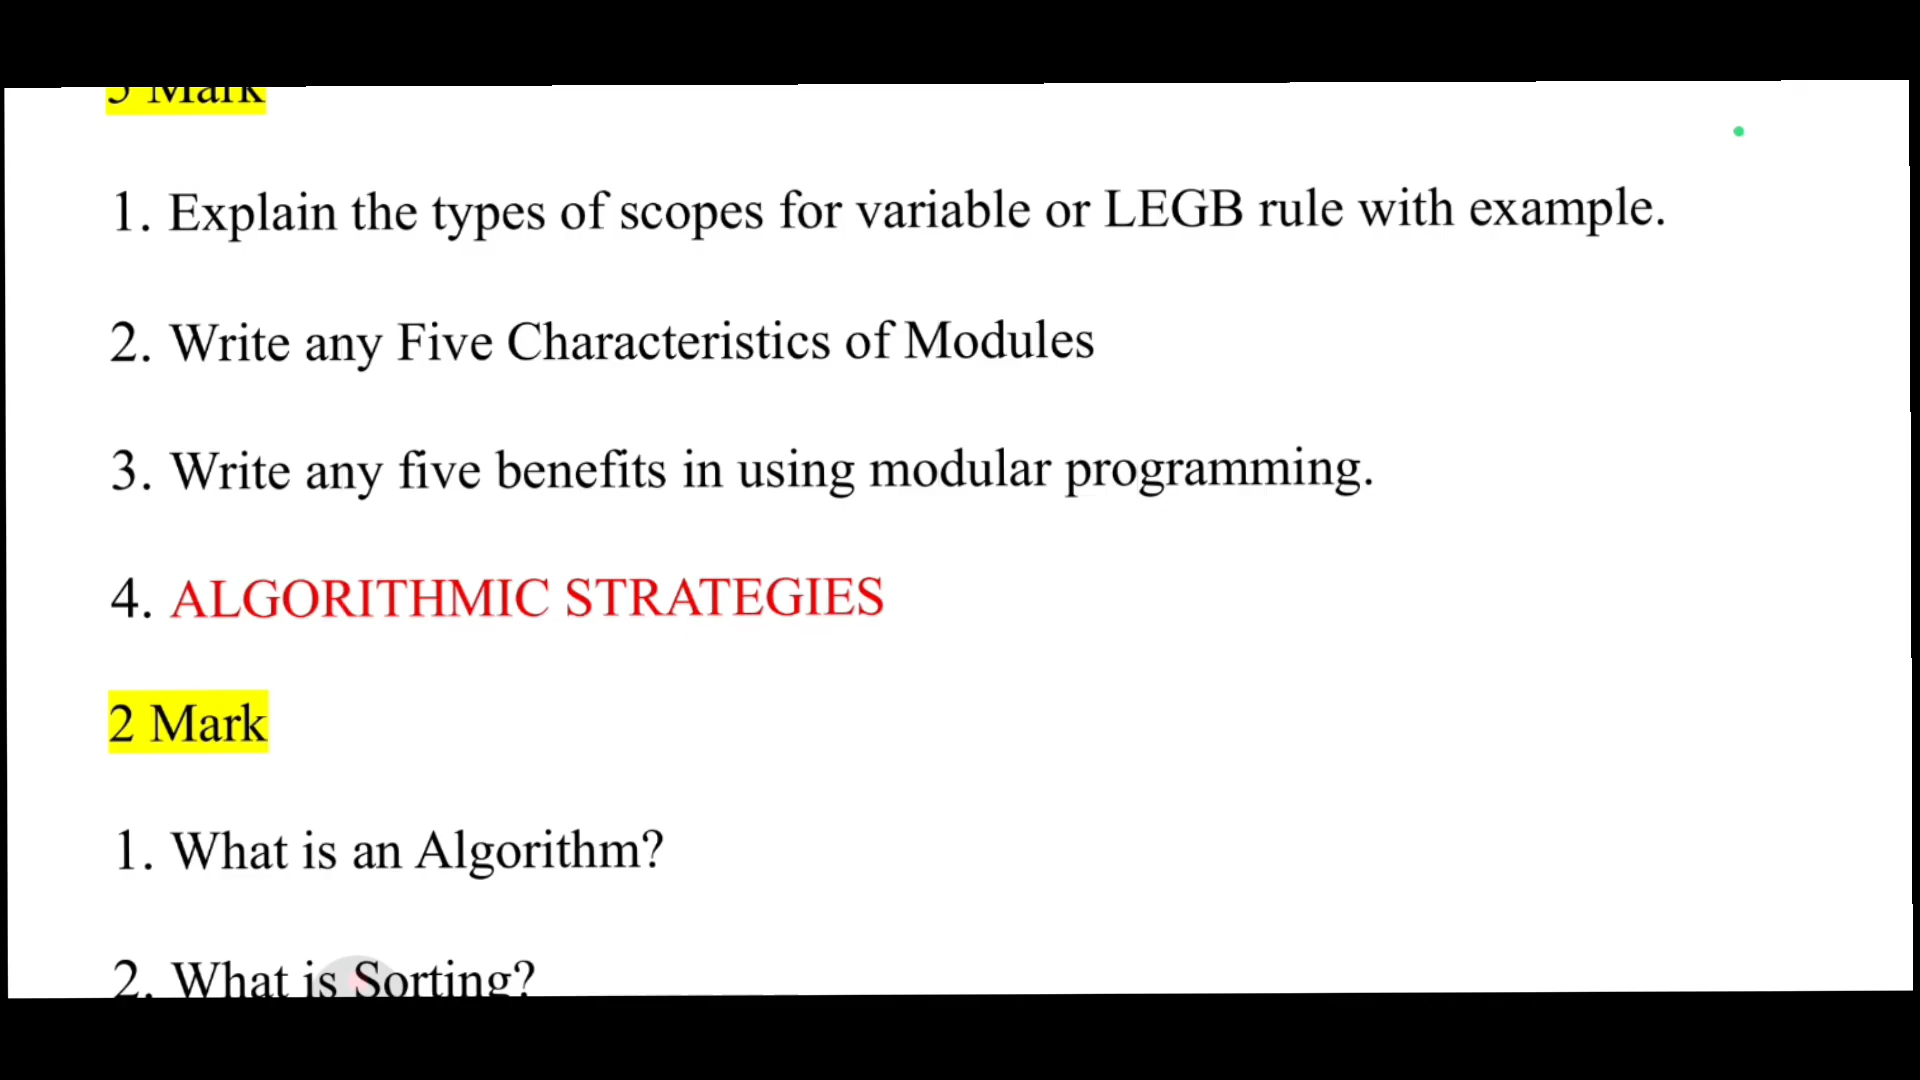 5 Mark
1. Explain the types of scopes for variable or LEGB rule with example.
2. Write any Five Characteristics of Modules
3. Write any five benefits in using modular programming.
4. ALGORITHMIC STRATEGIES
2 Mark
1. What is an Algorithm?
2. What is Sorting?